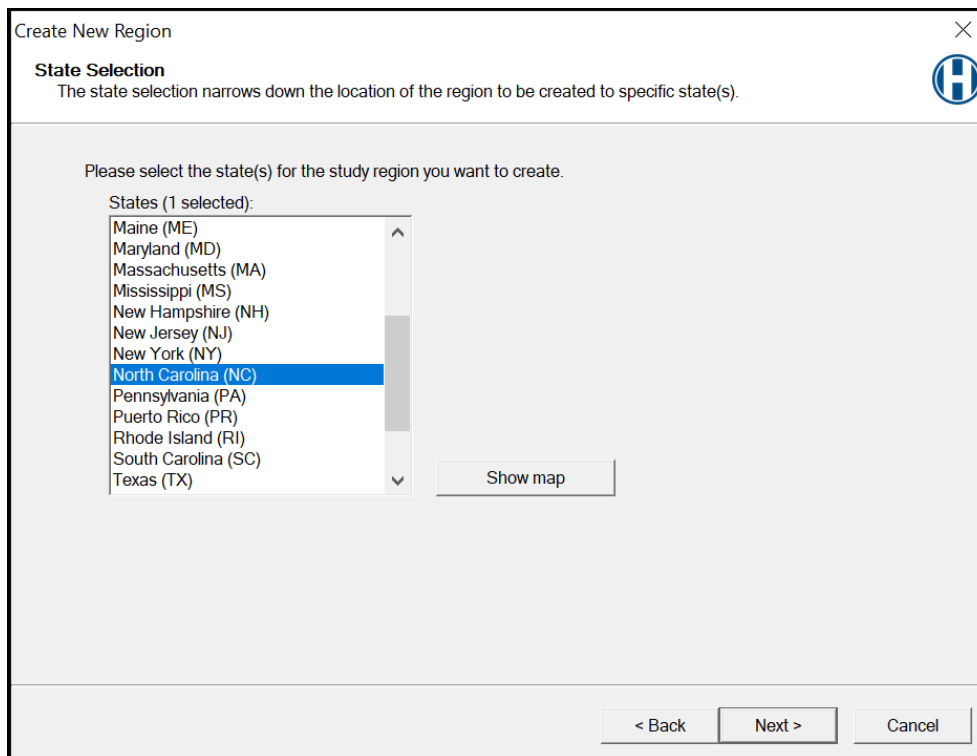 Create New Region
State Selection
The state selection narrows down the location of the region to be created to specific state(s).
H
Please select the state(s) for the study region you want to create.
States (1 selected):
Maine (ME)
Maryland (MD)
Massachusetts (MA)
Mississippi (MS)
New Hampshire (NH)
New Jersey (NJ)
New York (NY)
North Carolina (NC)
Pennsylvania (PA)
Puerto Rico (PR)
Rhode Island (RI)
South Carolina (SC)
Texas (TX)
Show map
< Back
Next >
Cancel